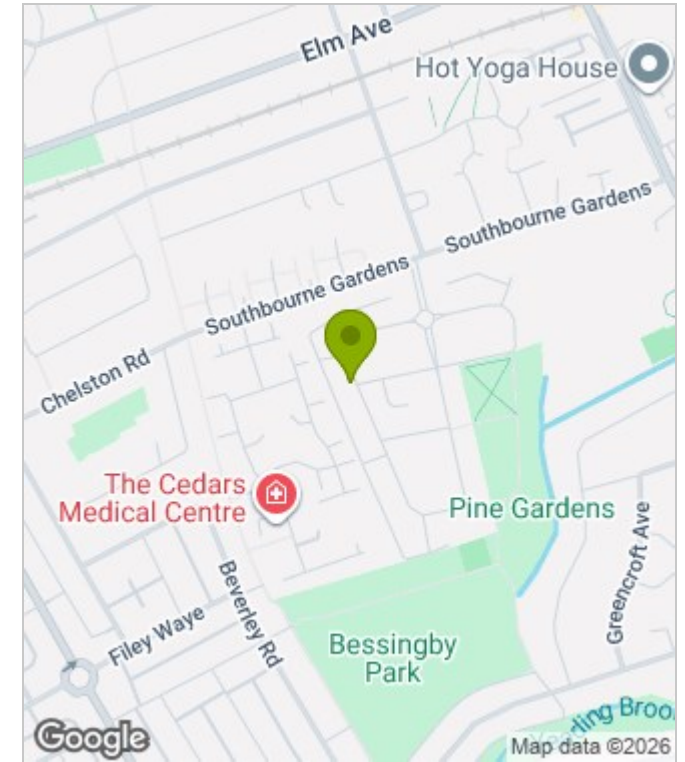 Elm Ave
Hot Yoga House
Southbourne Gardens
Southbourne Gardens
Chelston Rd
The Cedars
Medical Centre
Pine Gardens
Greencroft Ave
Beverley Rd
Filey Waye
Bessingby
Park
Yeading Broo
Google
Map data ©2026